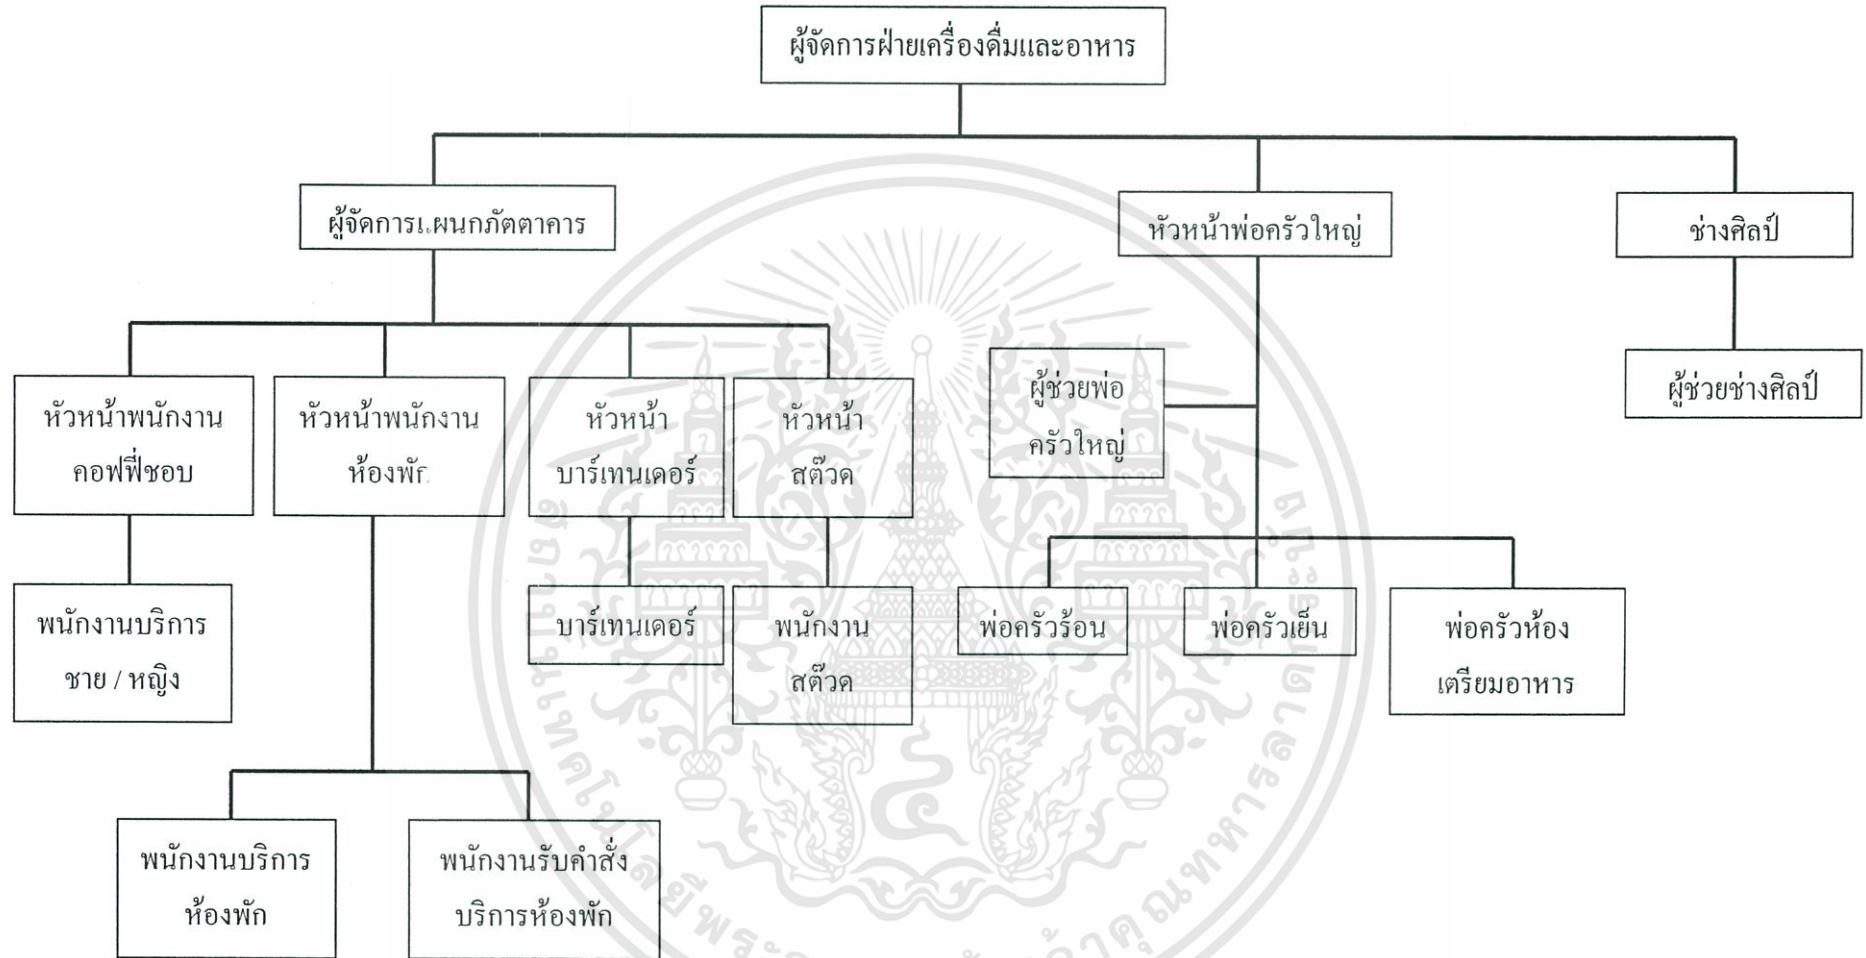 ผู้จัดการฝ่ายเครื่องดื่มและอาหาร
ผู้จัดการแผนกภัตตาคาร
หัวหน้าพ่อครัวใหญ่
ช่างศิลป์
ผู้ช่วยพ่อ
ครัวใหญ่
ผู้ช่วยช่างศิลป์
หัวหน้าพนักงาน
คอฟฟี่ชอบ
หัวหน้าพนักงาน
ห้องพัก
หัวหน้า
บาร์เทนเดอร์
หัวหน้า
สต๊วด
พนักงานบริการ
ชาย / หญิง
บาร์เทนเดอร์
พนักงาน
สต๊วด
พ่อครัวร้อน
พ่อครัวเย็น
พ่อครัวห้อง
เตรียมอาหาร
พนักงานบริการ
ห้องพัก
พนักงานรับคำสั่ง
บริการห้องพัก